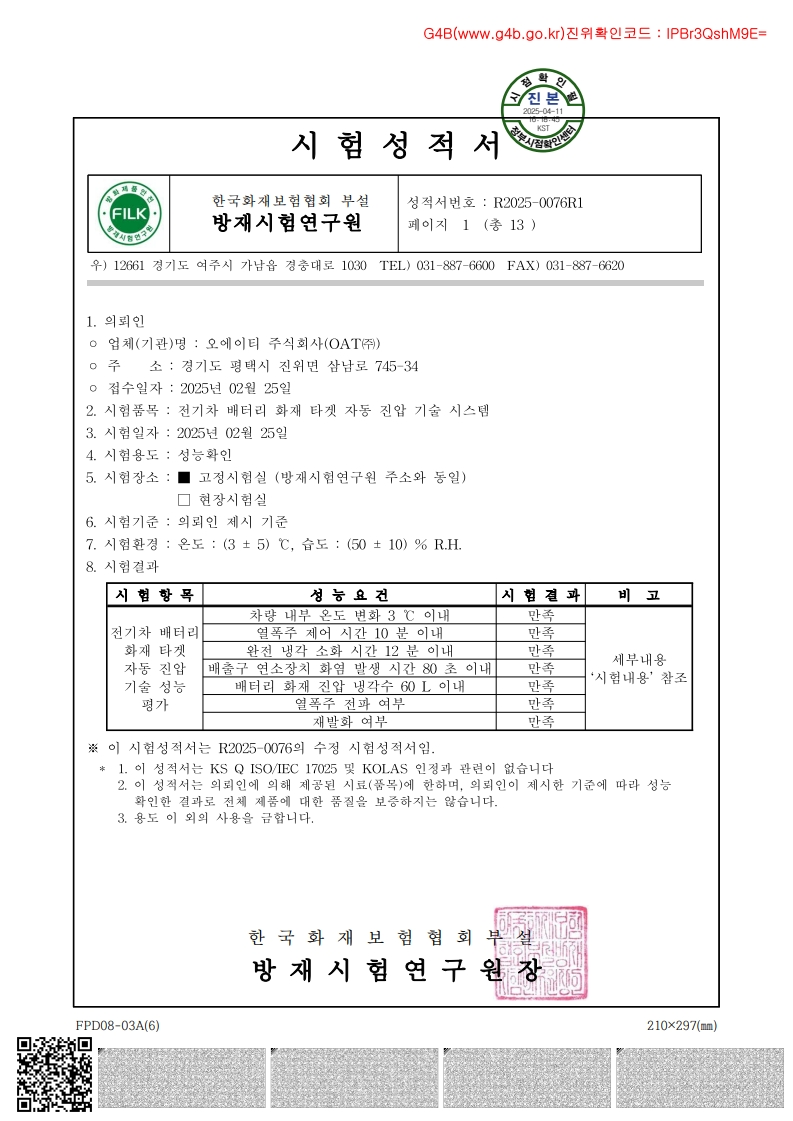 G4B(www.g4b.go.kr)진위확인코드 : IPBr3QshM9E=
시점확인필
진본
2025-04-11
16:18:45
KST
정부시점확인센터
시 험 성 적 서
방화제품인정
FILK
방재시험연구원
한국화재보험협회 부설
방재시험연구원
성적서번호 : R2025-0076R1
페이지 1 (총 13 )
우) 12661 경기도 여주시 가남읍 경충대로 1030 TEL) 031-887-6600 FAX) 031-887-6620
1. 의뢰인
○ 업체(기관)명 : 오에이티 주식회사(OAT㈜)
○ 주 소 : 경기도 평택시 진위면 삼남로 745-34
○ 접수일자 : 2025년 02월 25일
2. 시험품목 : 전기차 배터리 화재 타겟 자동 진압 기술 시스템
3. 시험일자 : 2025년 02월 25일
4. 시험용도 : 성능확인
5. 시험장소 : ■ 고정시험실 (방재시험연구원 주소와 동일)
□ 현장시험실
6. 시험기준 : 의뢰인 제시 기준
7. 시험환경 : 온도 : (3 ± 5) ℃, 습도 : (50 ± 10) % R.H.
8. 시험결과
시 험 항 목 성 능 요 건 시 험 결 과 비 고
전기차 배터리 화재 타겟 자동 진압 기술 성능 평가
차량 내부 온도 변화 3 ℃ 이내 만족
열폭주 제어 시간 10 분 이내 만족
완전 냉각 소화 시간 12 분 이내 만족
배출구 연소장치 화염 발생 시간 80 초 이내 만족
배터리 화재 진압 냉각수 60 L 이내 만족
열폭주 전파 여부 만족
재발화 여부 만족
세부내용
‘시험내용’ 참조
※ 이 시험성적서는 R2025-0076의 수정 시험성적서임.
* 1. 이 성적서는 KS Q ISO/IEC 17025 및 KOLAS 인정과 관련이 없습니다
2. 이 성적서는 의뢰인에 의해 제공된 시료(품목)에 한하며, 의뢰인이 제시한 기준에 따라 성능
확인한 결과로 전체 제품에 대한 품질을 보증하지는 않습니다.
3. 용도 이 외의 사용을 금합니다.
한 국 화 재 보 험 협 회 부 설
방 재 시 험 연 구 원 장
FPD08-03A(6)
210×297(㎜)